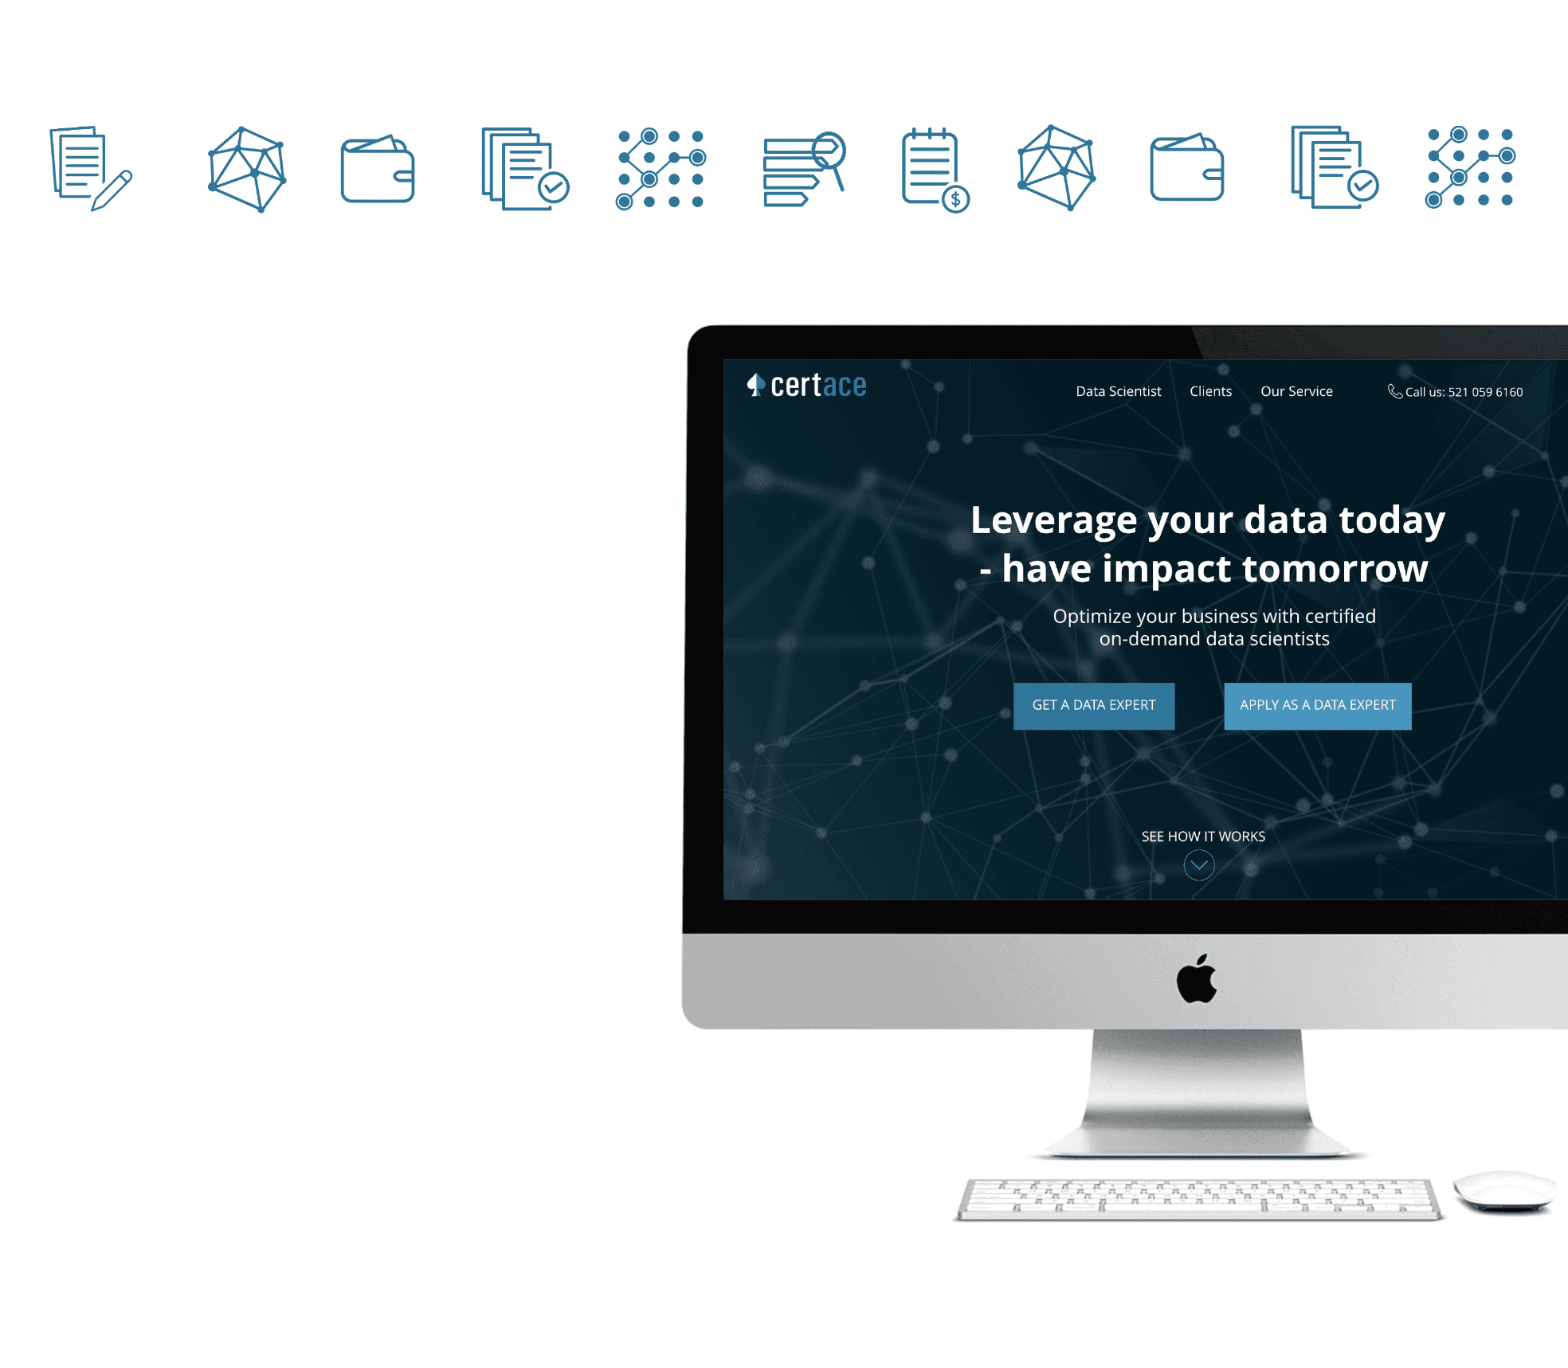 certace
Data Scientist
Clients
Our Service
Call us: 521 059 6160
Leverage your data today
- have impact tomorrow
Optimize your business with certified
on-demand data scientists
GET A DATA EXPERT
APPLY AS A DATA EXPERT
SEE HOW IT WORKS
$